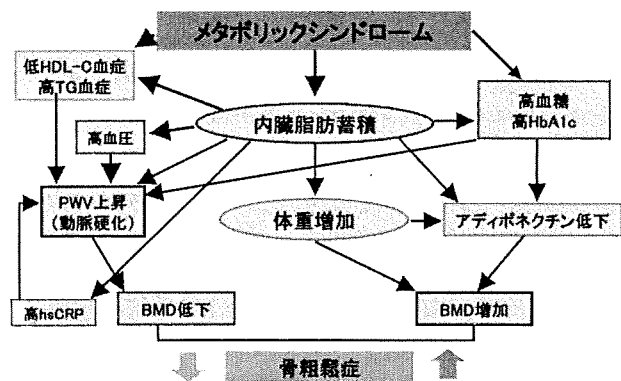 メタボリックシンドローム
低HDL-C血症
高TG血症
高血糖
高HbA1c
内臓脂肪蓄積
高血圧
PWV上昇
(動脈硬化)
体重増加
アディポネクチン低下
高hsCRP
BMD低下
BMD増加
骨粗鬆症